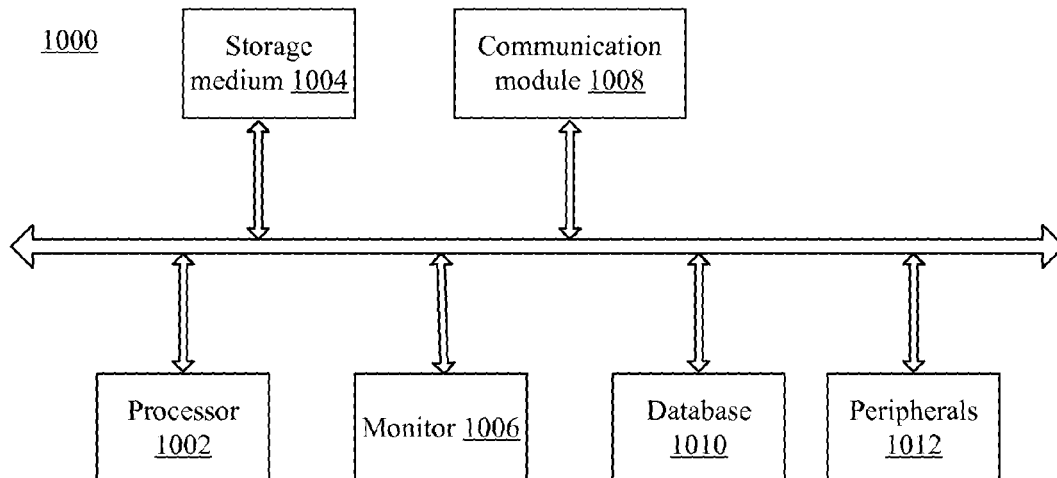 1000
Storage
medium 1004
Communication
module 1008
Processor
1002
Monitor 1006
Database
1010
Peripherals
1012